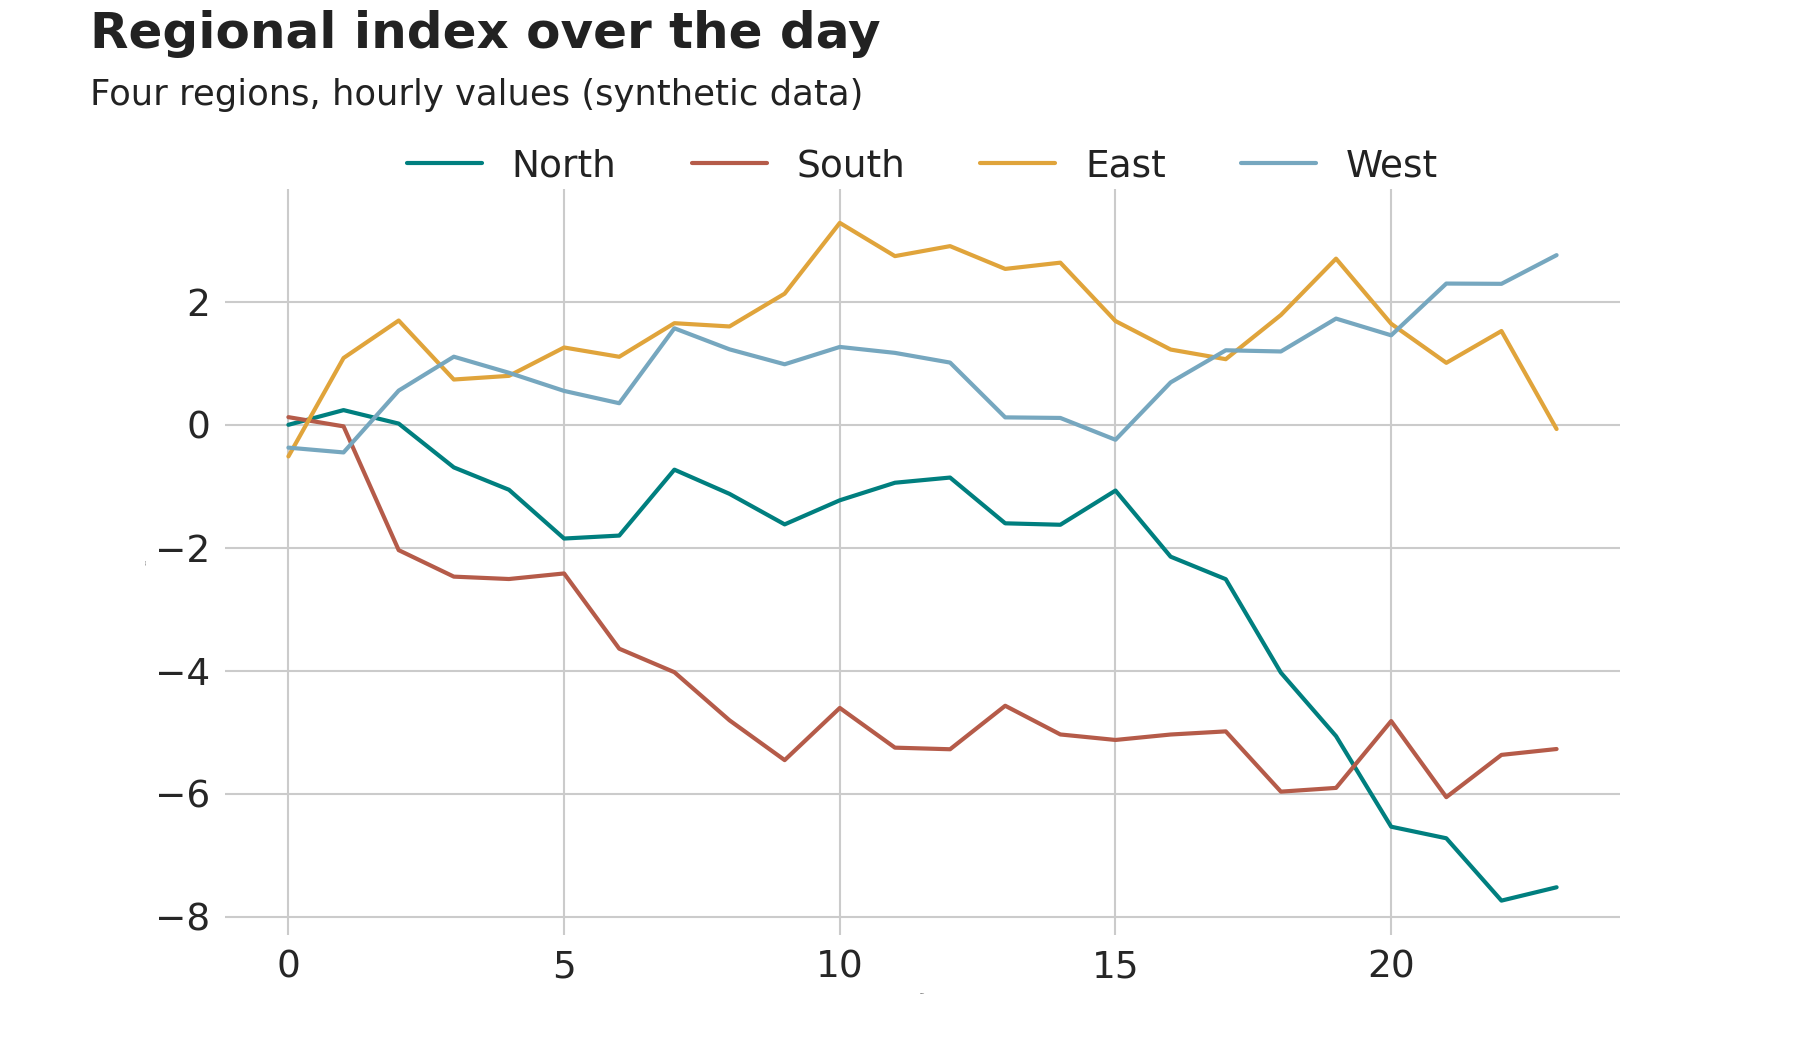 Regional index over the day
Four regions, hourly values (synthetic data)
North South East West
2
0
−2
−4
−6
−8
0 5 10 15 20